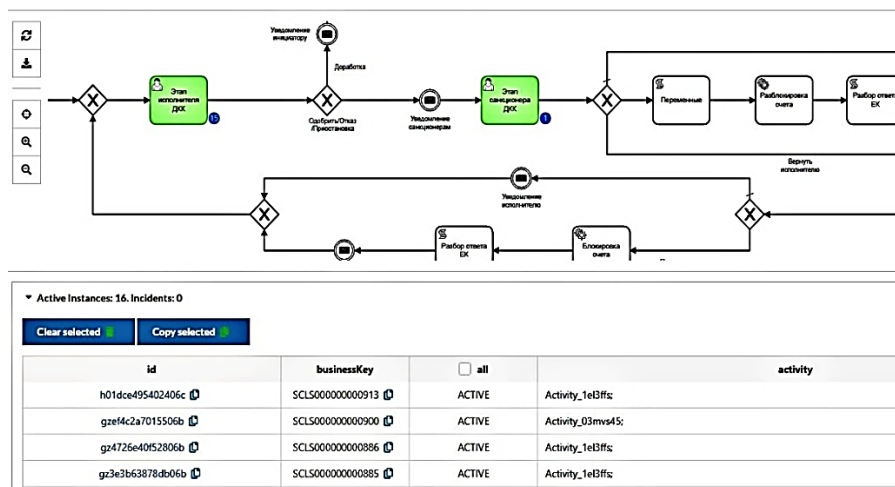 Уведомление
инициатору
Доработка
Этап
исполнителя
ДКК
15
Одобрить/Отказ
/Приостановка
Уведомление
санкционерам
Этап
санкционера
ДКК
1
Переменные
Разблокировка
счета
Разбор ответа
ЕК
Вернуть
исполнителю
Уведомление
исполнителю
Разбор ответа
ЕК
Блокировка
счета
Active Instances: 16. Incidents: 0
Clear selected
Copy selected
id businessKey all activity
h01dce495402406c SCLS000000000913 ACTIVE Activity_1el3ffs;
gzef4c2a7015506b SCLS000000000900 ACTIVE Activity_03mvs45;
gz4726e40f52806b SCLS000000000886 ACTIVE Activity_1el3ffs;
gz3e3b63878db06b SCLS000000000885 ACTIVE Activity_1el3ffs;